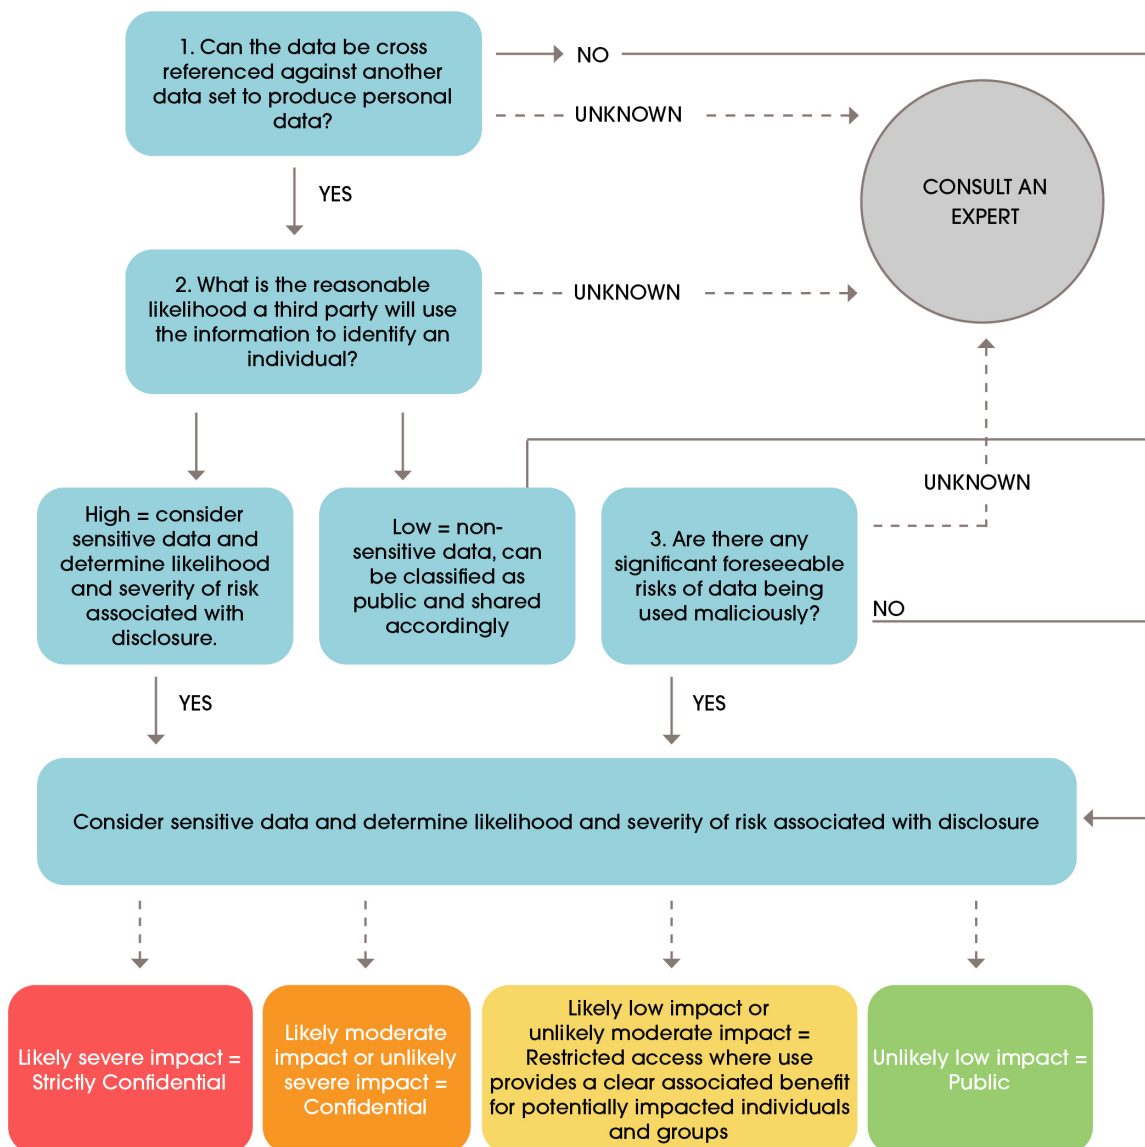 1. Can the data be cross
referenced against another
data set to produce personal
data?
NO
UNKNOWN
CONSULT AN
EXPERT
YES
2. What is the reasonable
likelihood a third party will use
the information to identify an
individual?
UNKNOWN
High = consider
sensitive data and
determine likelihood
and severity of risk
associated with
disclosure.
Low = non-
sensitive data, can
be classified as
public and shared
accordingly
3. Are there any
significant foreseeable
risks of data being
used maliciously?
UNKNOWN
NO
YES
YES
Consider sensitive data and determine likelihood and severity of risk associated with disclosure
Likely severe impact =
Strictly Confidential
Likely moderate
impact or unlikely
severe impact =
Confidential
Likely low impact or
unlikely moderate impact =
Restricted access where use
provides a clear associated benefit
for potentially impacted individuals
and groups
Unlikely low impact =
Public